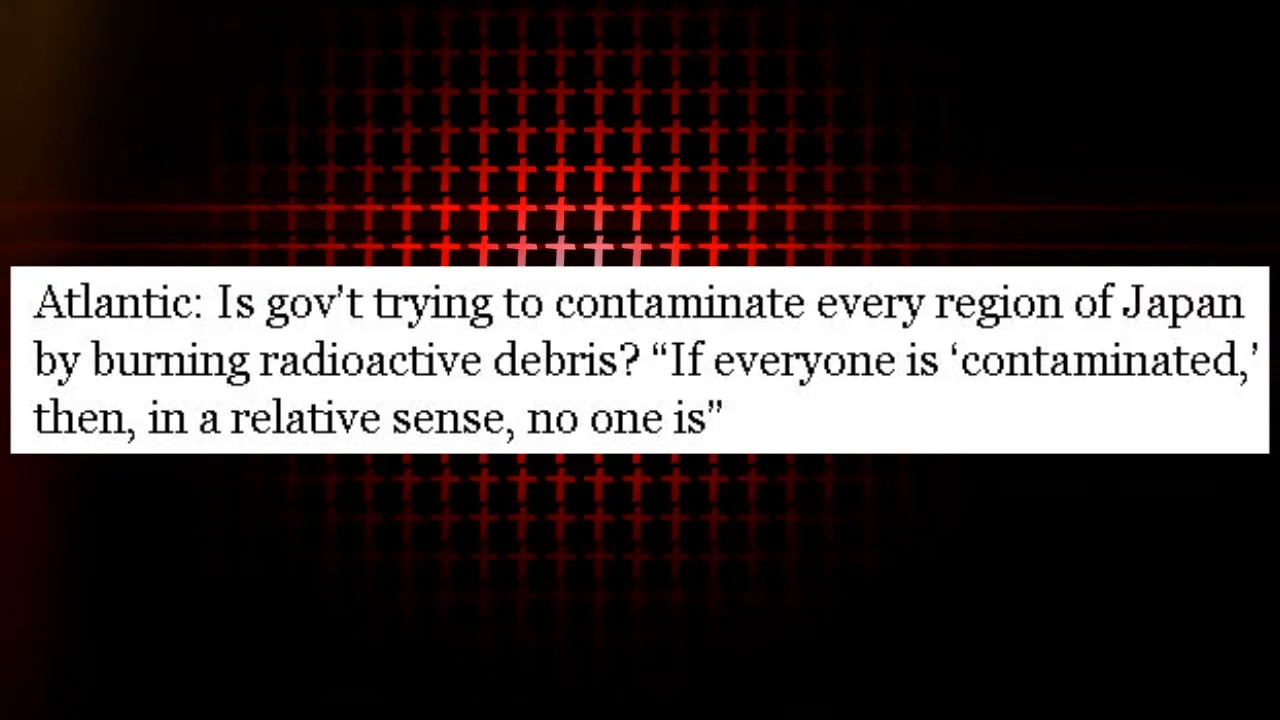 Atlantic: Is gov’t trying to contaminate every region of Japan
by burning radioactive debris? “If everyone is ‘contaminated,’
then, in a relative sense, no one is”